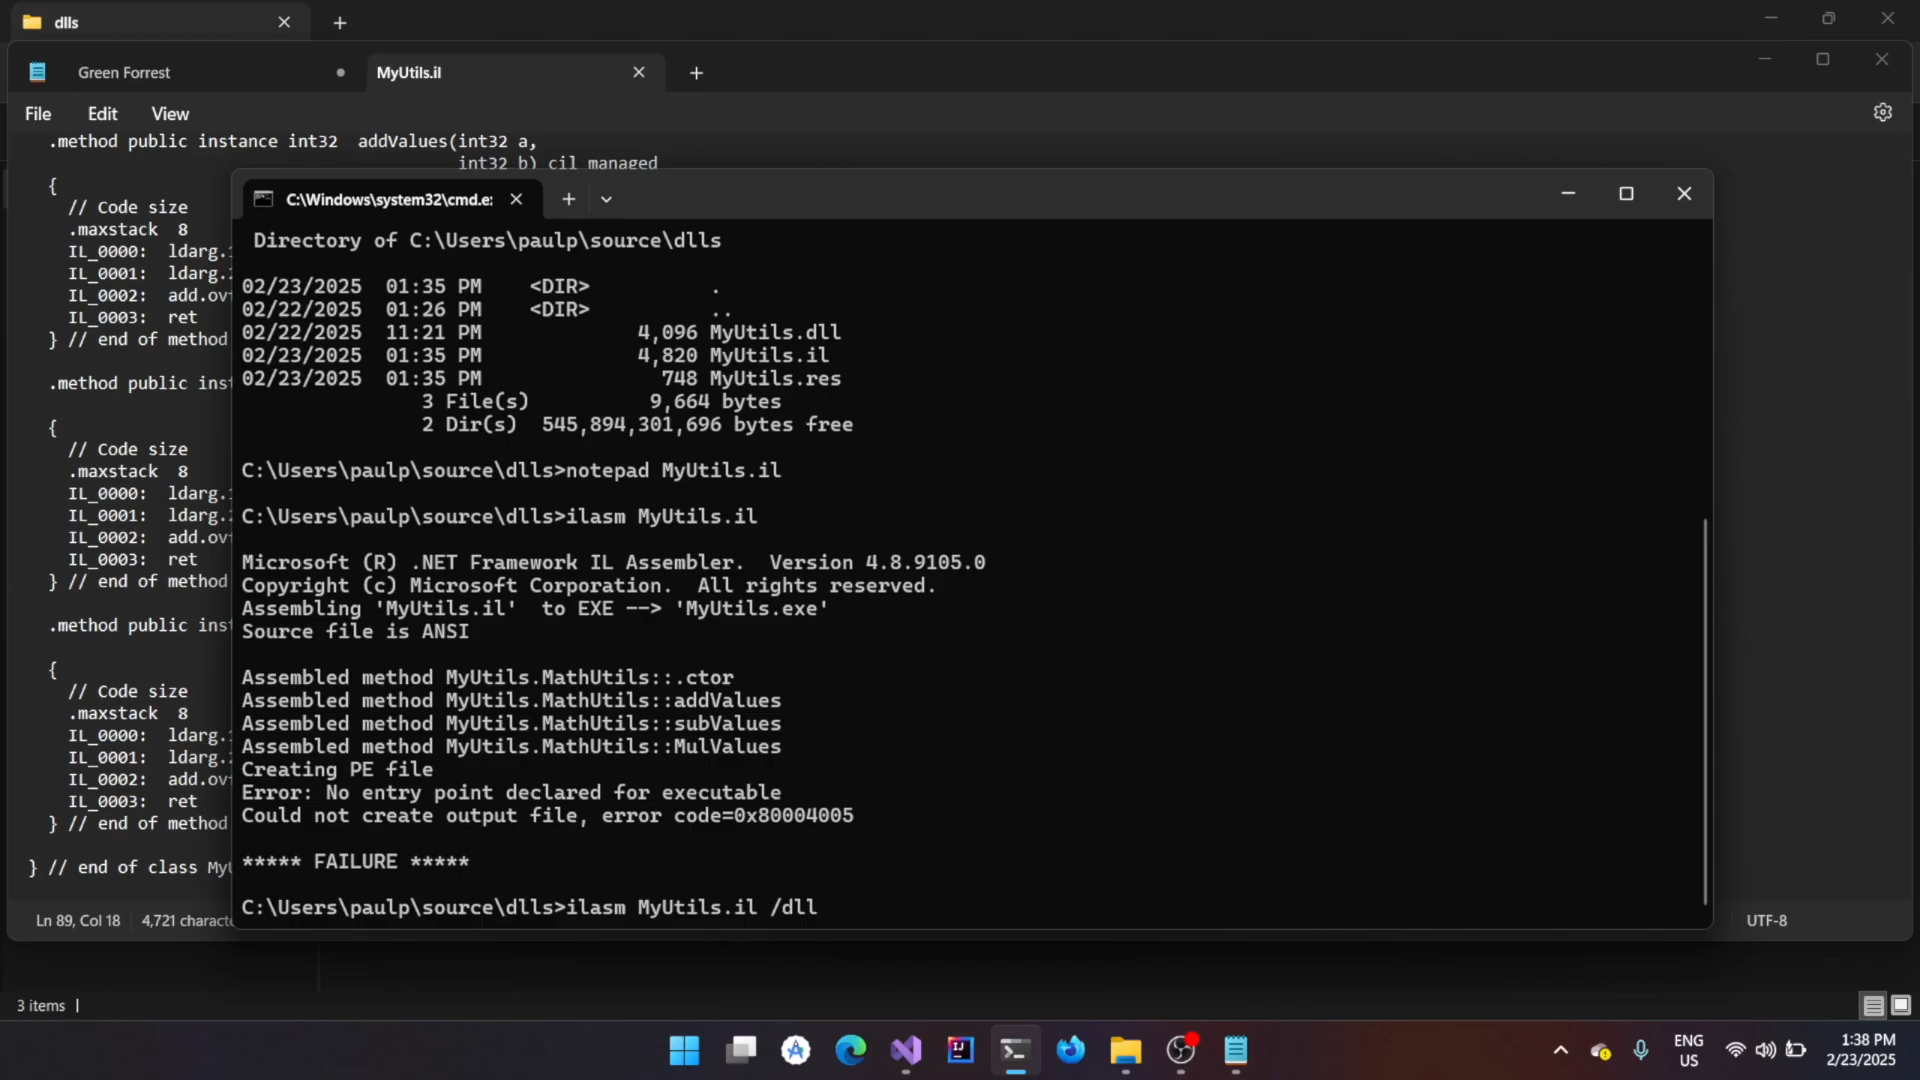 dlls
Green Forrest
MyUtils.il
File Edit View
.method public instance int32 addValues(int32 a,
int32 b) cil managed
{
// Code size
.maxstack 8
IL_0000: ldarg.
IL_0001: ldarg.
IL_0002: add.ov
IL_0003: ret
} // end of method
.method public inst
{
// Code size
.maxstack 8
IL_0000: ldarg.
IL_0001: ldarg.
IL_0002: add.ov
IL_0003: ret
} // end of method
.method public inst
{
// Code size
.maxstack 8
IL_0000: ldarg.
IL_0001: ldarg.
IL_0002: add.ov
IL_0003: ret
} // end of method
} // end of class My
Ln 89, Col 18
4,721 charact
UTF-8
C:\Windows\system32\cmd.e
Directory of C:\Users\paulp\source\dlls
02/23/2025 01:35 PM <DIR> .
02/22/2025 01:26 PM <DIR> ..
02/22/2025 11:21 PM 4,096 MyUtils.dll
02/23/2025 01:35 PM 4,820 MyUtils.il
02/23/2025 01:35 PM 748 MyUtils.res
3 File(s) 9,664 bytes
2 Dir(s) 545,894,301,696 bytes free
C:\Users\paulp\source\dlls>notepad MyUtils.il
C:\Users\paulp\source\dlls>ilasm MyUtils.il
Microsoft (R) .NET Framework IL Assembler. Version 4.8.9105.0
Copyright (c) Microsoft Corporation. All rights reserved.
Assembling 'MyUtils.il' to EXE --> 'MyUtils.exe'
Source file is ANSI
Assembled method MyUtils.MathUtils::.ctor
Assembled method MyUtils.MathUtils::addValues
Assembled method MyUtils.MathUtils::subValues
Assembled method MyUtils.MathUtils::MulValues
Creating PE file
Error: No entry point declared for executable
Could not create output file, error code=0x80004005
***** FAILURE *****
C:\Users\paulp\source\dlls>ilasm MyUtils.il /dll
3 items
IJ
ENG
US
1:38 PM
2/23/2025